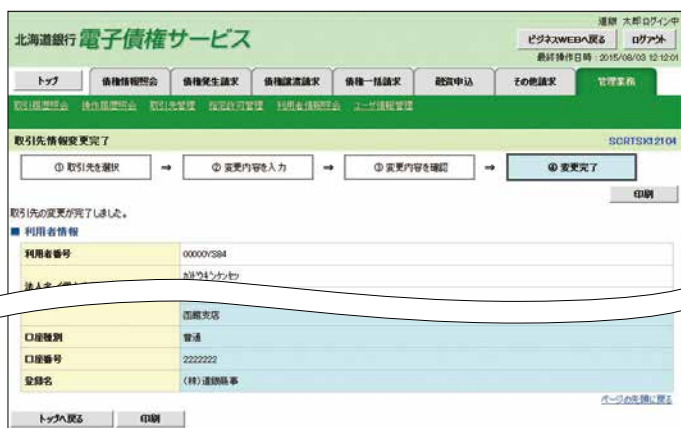 道銀 太郎ログイン中
北海道銀行 電子債権サービス
ビジネスWEBへ戻る ログアウト
最終操作日時：2015/08/03 12:12:01
トップ 債権情報照会 債権発生請求 債権譲渡請求 債権一括請求 融資申込 その他請求 管理業務
取引履歴照会 操作履歴照会 取引先管理 指定許可管理 利用者情報照会 ユーザ情報管理
取引先情報変更完了 SCRTSK12104
① 取引先を選択 ➡ ② 変更内容を入力 ➡ ③ 変更内容を確認 ➡ ④ 変更完了
印刷
取引先の変更が完了しました。
■ 利用者情報
利用者番号 00000YS84
函館支店
口座種別 普通
口座番号 2222222
登録名 (株)道銀商事
ページの先頭に戻る
トップへ戻る 印刷